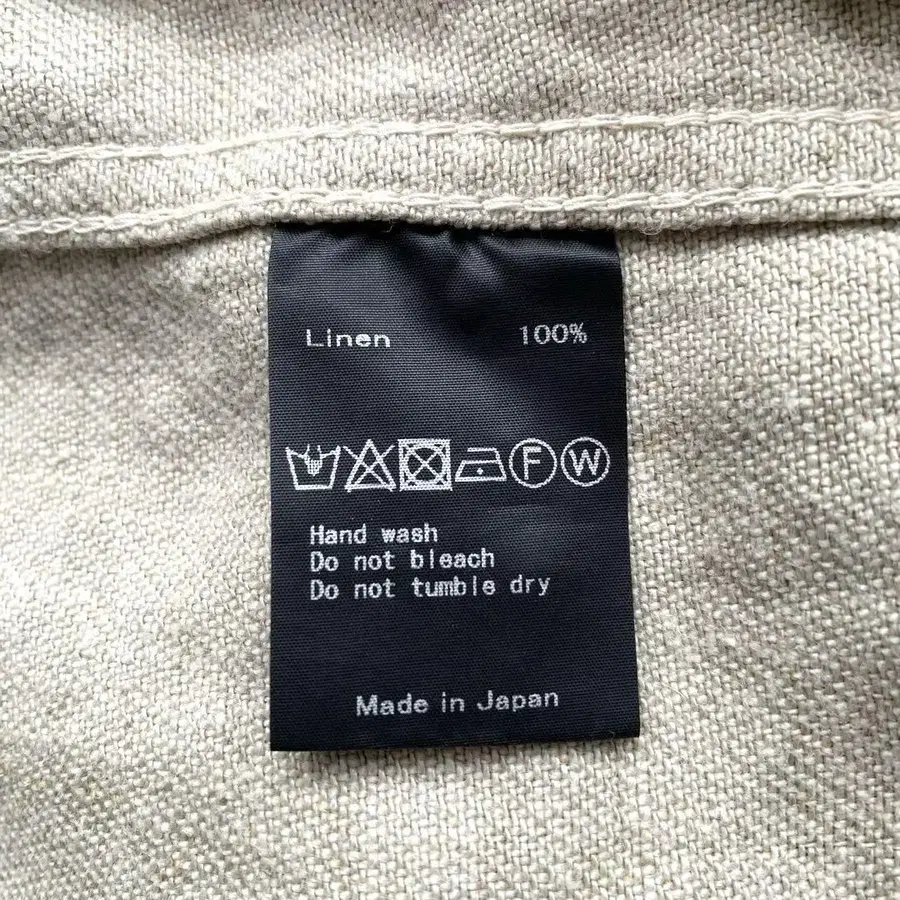 Linen 100%
F W
Hand wash
Do not bleach
Do not tumble dry
Made in Japan